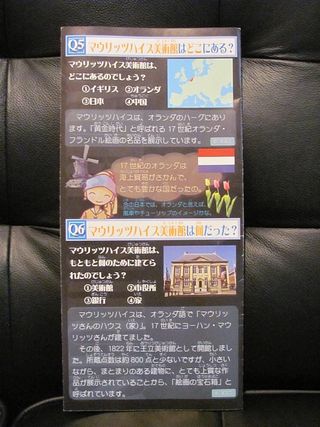 Q5 マウリッツハイス美術館はどこにある?
マウリッツハイス美術館は、
どこにあるのでしょう?
①イギリス ②オランダ
③日本 ④中国
マウリッツハイスは、オランダのハーグにあり
ます。「黄金時代」と呼ばれる17世紀オランダ・
フランドル絵画の名品を展示しています。
17世紀のオランダは
海上貿易がさかんで、
とても豊かな国だったの。
今の日本では、オランダと言えば、
風車やチューリップのイメージかな。
Q6 マウリッツハイス美術館は何だった?
マウリッツハイス美術館は、
もともと何のために建てら
れたのでしょう?
①美術館 ②市役所
③銀行 ④家
マウリッツハイスは、オランダ語で「マウリ
ッツさんのハウス(家)」。17世紀にヨーハン・マウ
リッツさんが建てました。
その後、1822年に王立美術館として開館しまし
た。所蔵点数は約800点と少ないですが、小さい
ながら、まとまりのある建物に、とても上質な作
品が展示されていることから、「絵画の宝石箱」と
呼ばれています。